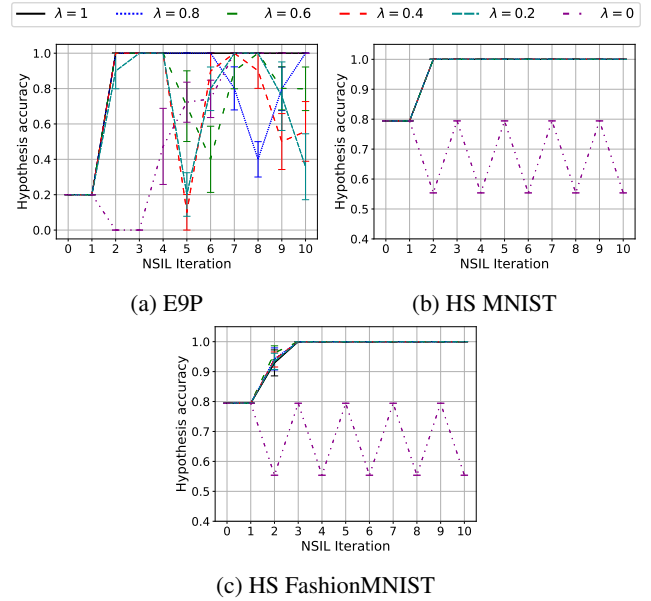 λ = 1 λ = 0.8 λ = 0.6 λ = 0.4 λ = 0.2 λ = 0
Hypothesis accuracy
1.0
0.8
0.6
0.4
0.2
0.0
0 1 2 3 4 5 6 7 8 9 10
NSIL Iteration
(a) E9P
Hypothesis accuracy
1.0
0.9
0.8
0.7
0.6
0.5
0.4
0 1 2 3 4 5 6 7 8 9 10
NSIL Iteration
(b) HS MNIST
Hypothesis accuracy
1.0
0.9
0.8
0.7
0.6
0.5
0.4
0 1 2 3 4 5 6 7 8 9 10
NSIL Iteration
(c) HS FashionMNIST